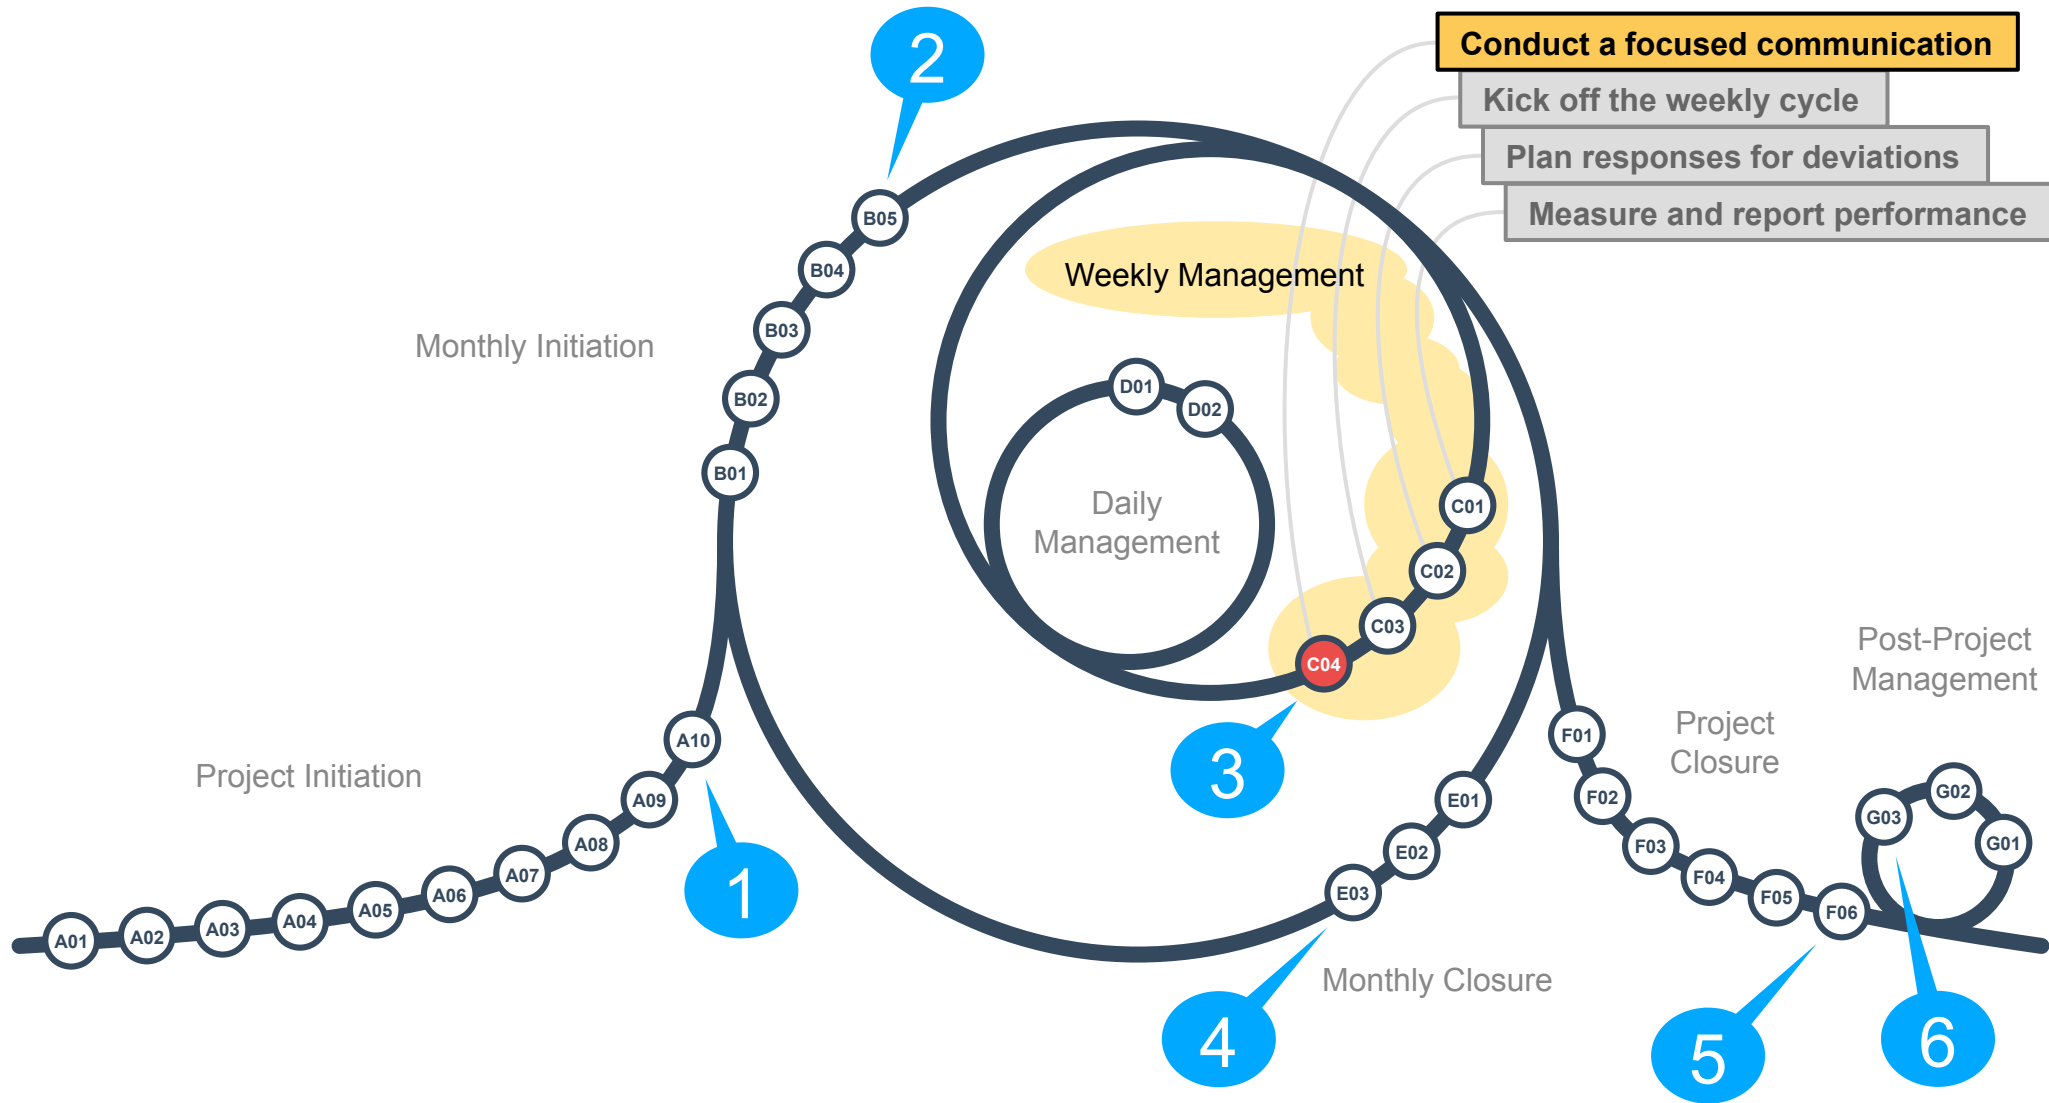 2
Conduct a focused communication
Kick off the weekly cycle
Plan responses for deviations
Measure and report performance
B05
B04
B03
B02
B01
Monthly Initiation
Weekly Management
D01
D02
Daily
Management
C01
C02
C03
C04
3
Project Initiation
A01
A02
A03
A04
A05
A06
A07
A08
A09
A10
1
E01
E02
E03
4
Monthly Closure
Project
Closure
F01
F02
F03
F04
F05
F06
5
Post-Project
Management
G03
G02
G01
6